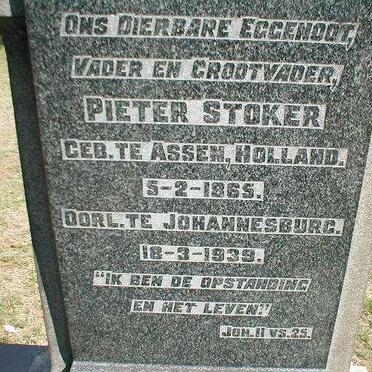 ONS DIERBARE EGGENOOT,
VADER EN GROOTVADER,
PIETER STOKER
GEB. TE ASSEN, HOLLAND.
5-2-1865.
OORL. TE JOHANNESBURG.
18-3-1939.
"IK BEN DE OPSTANDING
EN HET LEVEN."
JOH. 11 VS. 25.